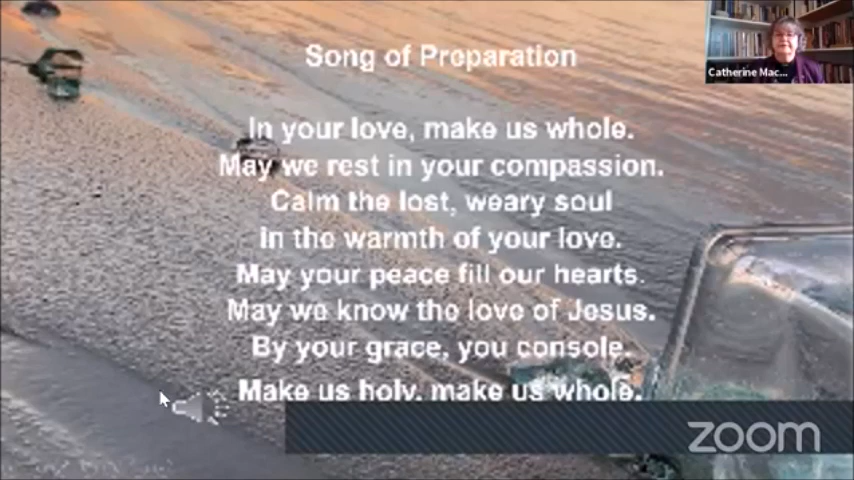 Song of Preparation
Catherine Mac...
In your love, make us whole.
May we rest in your compassion.
Calm the lost, weary soul
in the warmth of your love.
May your peace fill our hearts.
May we know the love of Jesus.
By your grace, you console.
Make us holy, make us whole.
zoom